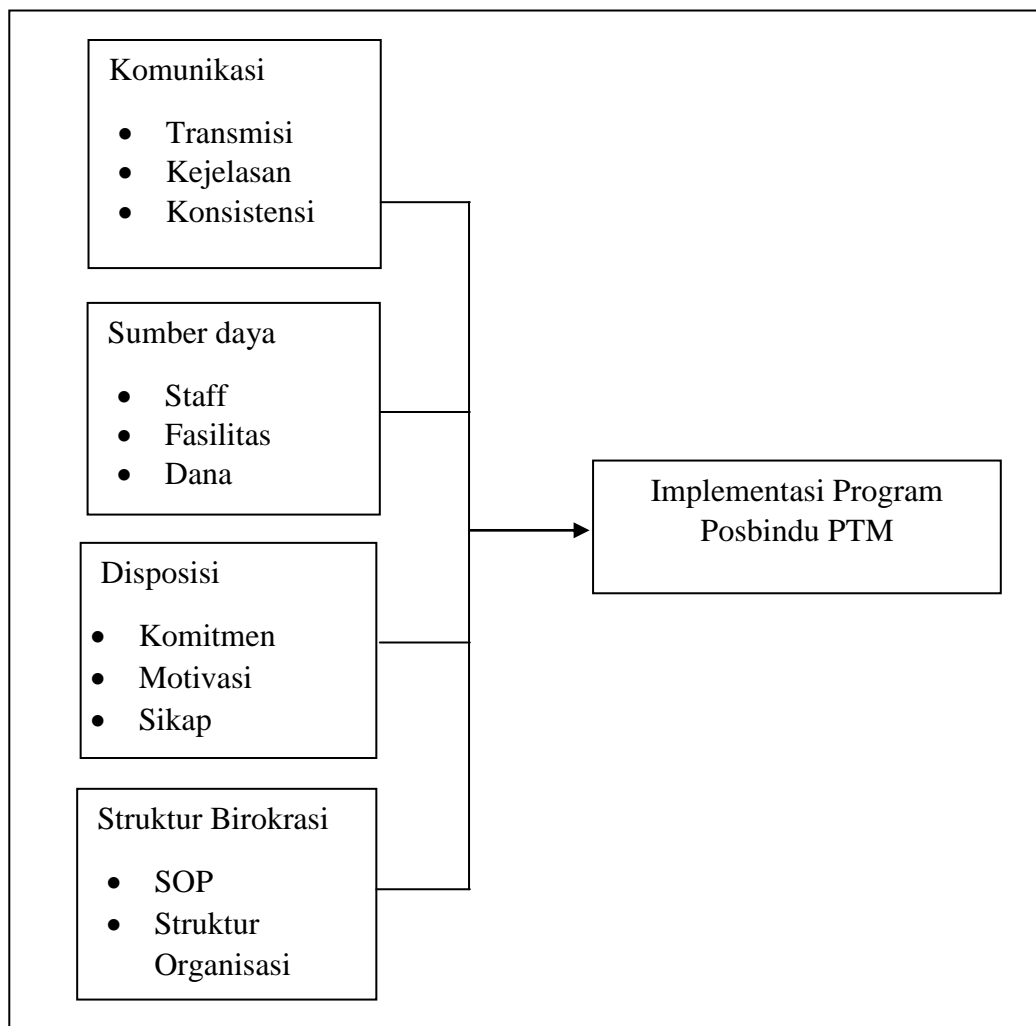 Komunikasi
• Transmisi
• Kejelasan
• Konsistensi
Sumber daya
• Staff
• Fasilitas
• Dana
Disposisi
• Komitmen
• Motivasi
• Sikap
Struktur Birokrasi
• SOP
• Struktur
Organisasi
Implementasi Program
Posbindu PTM